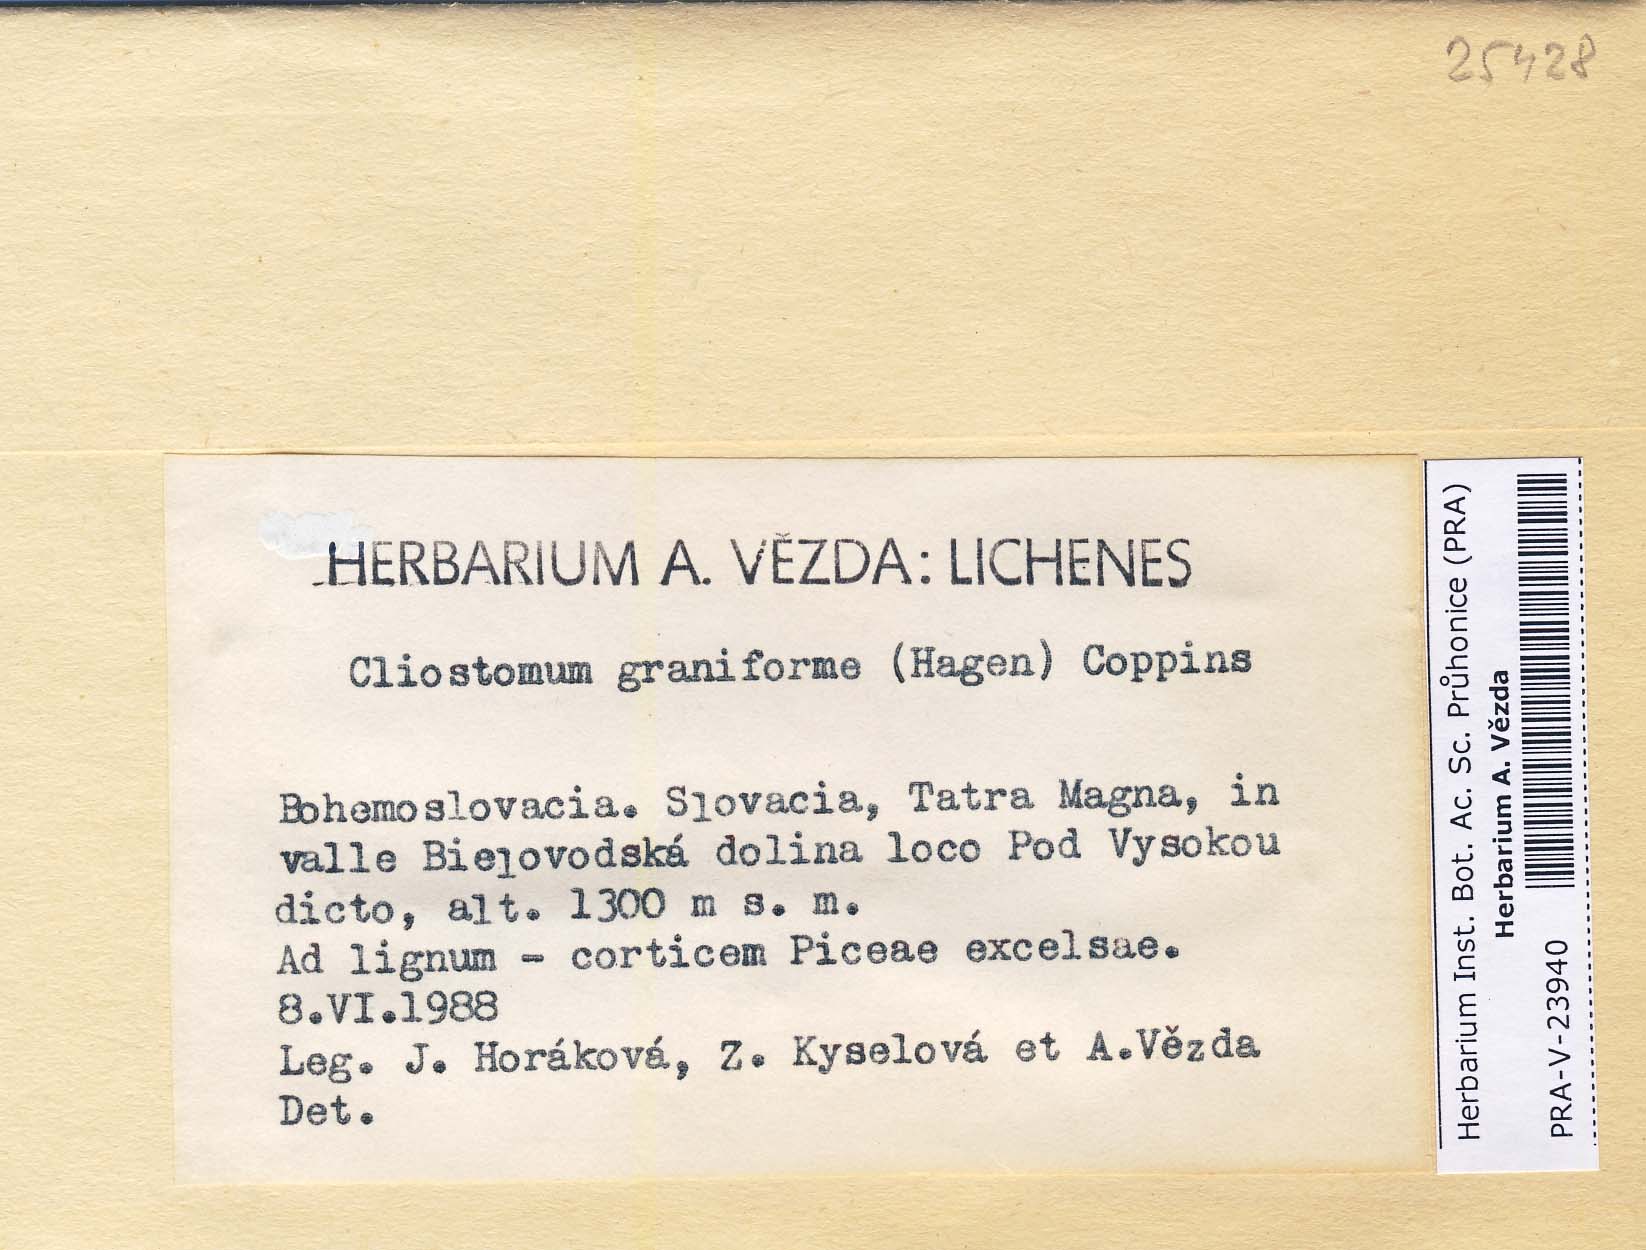 25428
HERBARIUM A. VĚZDA: LICHENES
Cliostomum graniforme (Hagen) Coppins
Bohemoslovacia. Slovacia, Tatra Magna, in
valle Bielovodská dolina loco Pod Vysokou
dicto, alt. 1300 m s. m.
Ad lignum - corticem Piceae excelsae.
8.VI.1988
Leg. J. Horáková, Z. Kyselová et A.Vězda
Det.
Herbarium Inst. Bot. Ac. Sc. Průhonice (PRA)
Herbarium A. Vězda
PRA-V-23940